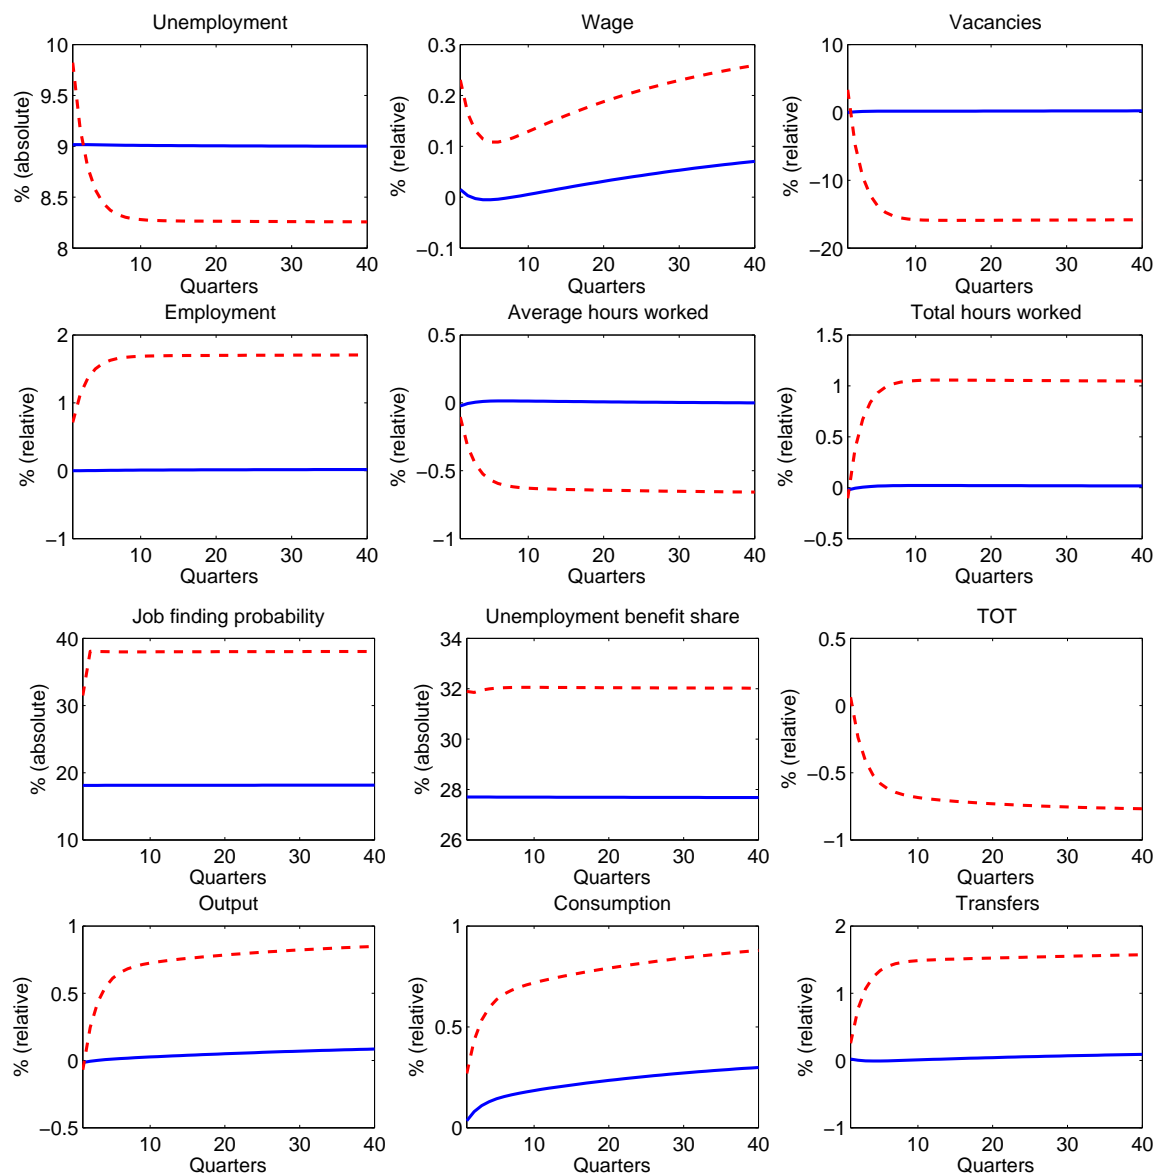 Unemployment
Wage
Vacancies
10
9.5
9
8.5
8
% (absolute)
10 20 30 40
Quarters
0.3
0.2
0.1
0
−0.1
% (relative)
10 20 30 40
Quarters
10
0
−10
−20
% (relative)
10 20 30 40
Quarters
Employment
Average hours worked
Total hours worked
2
1
0
−1
% (relative)
10 20 30 40
Quarters
0.5
0
−0.5
−1
% (relative)
10 20 30 40
Quarters
1.5
1
0.5
0
−0.5
% (relative)
10 20 30 40
Quarters
Job finding probability
Unemployment benefit share
TOT
40
30
20
10
% (absolute)
10 20 30 40
Quarters
34
32
30
28
26
% (absolute)
10 20 30 40
Quarters
0.5
0
−0.5
−1
% (relative)
10 20 30 40
Quarters
Output
Consumption
Transfers
1
0.5
0
−0.5
% (relative)
10 20 30 40
Quarters
1
0.5
0
% (relative)
10 20 30 40
Quarters
2
1
0
−1
% (relative)
10 20 30 40
Quarters